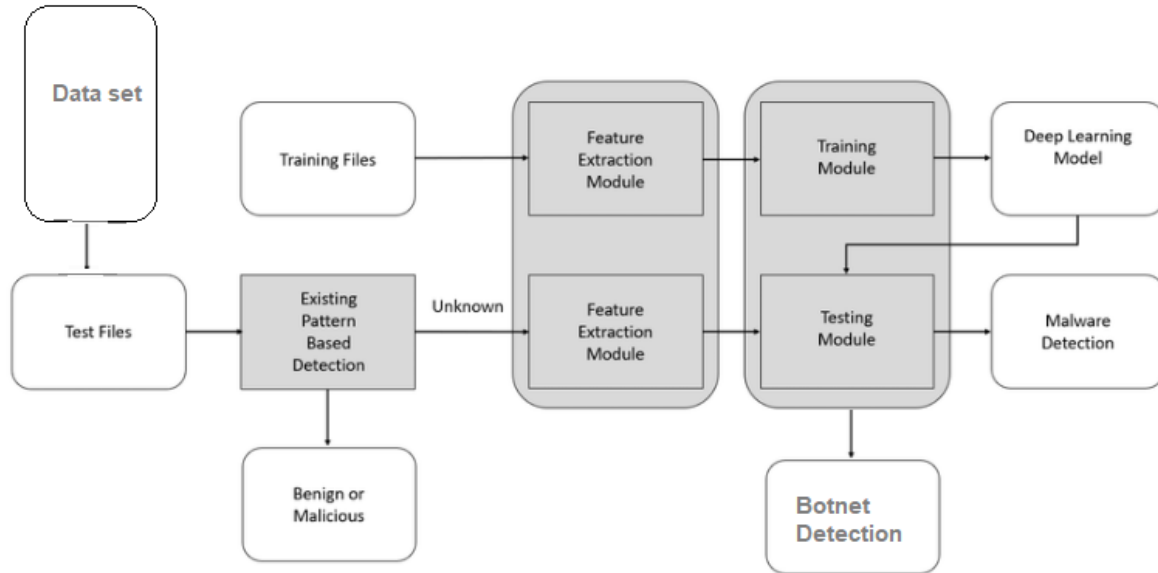 Data set
Training Files
Feature
Extraction
Module
Training
Module
Deep Learning
Model
Test Files
Existing
Pattern
Based
Detection
Unknown
Feature
Extraction
Module
Testing
Module
Malware
Detection
Benign or
Malicious
Botnet
Detection